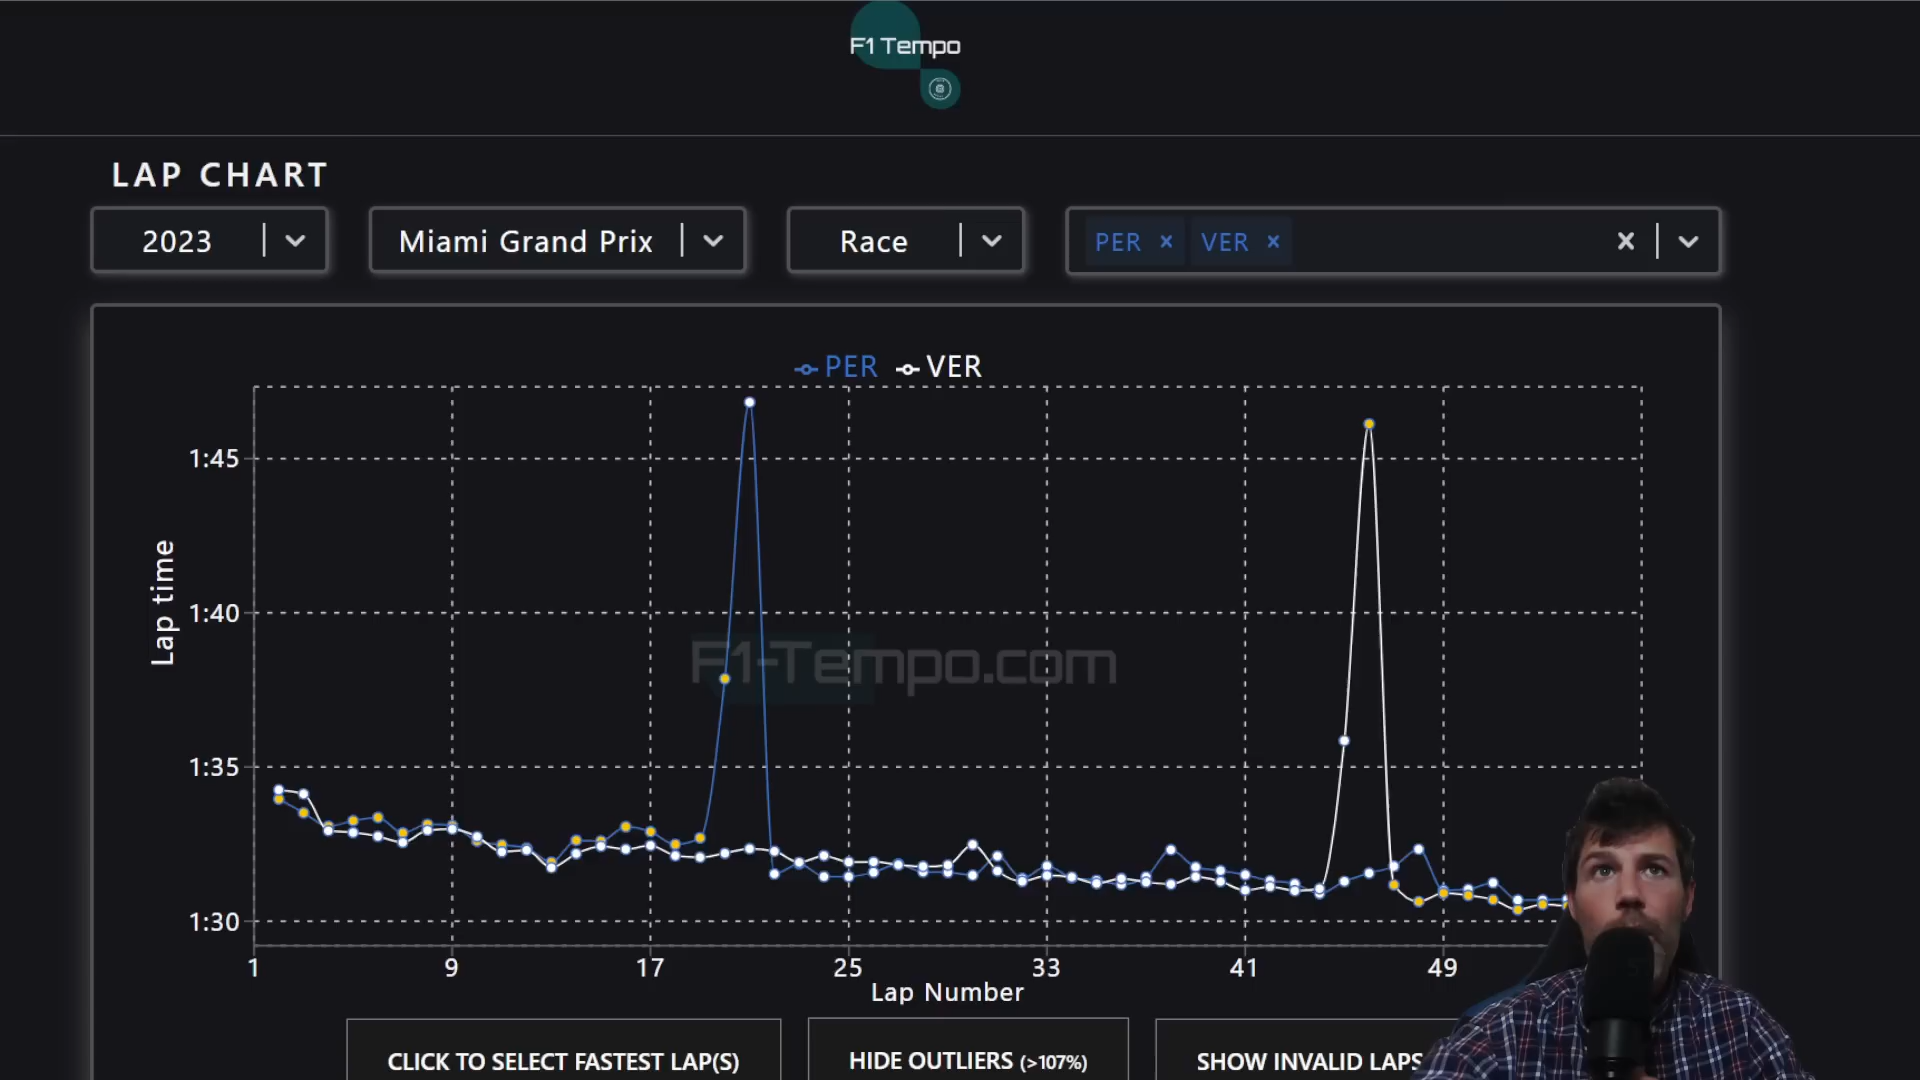 F1 Tempo
LAP CHART
2023
Miami Grand Prix
Race
PER × VER ×
PER VER
1:45
1:40
1:35
1:30
Lap time
F1-Tempo.com
1 9 17 25 33 41 49
Lap Number
CLICK TO SELECT FASTEST LAP(S)
HIDE OUTLIERS (>107%)
SHOW INVALID LAPS